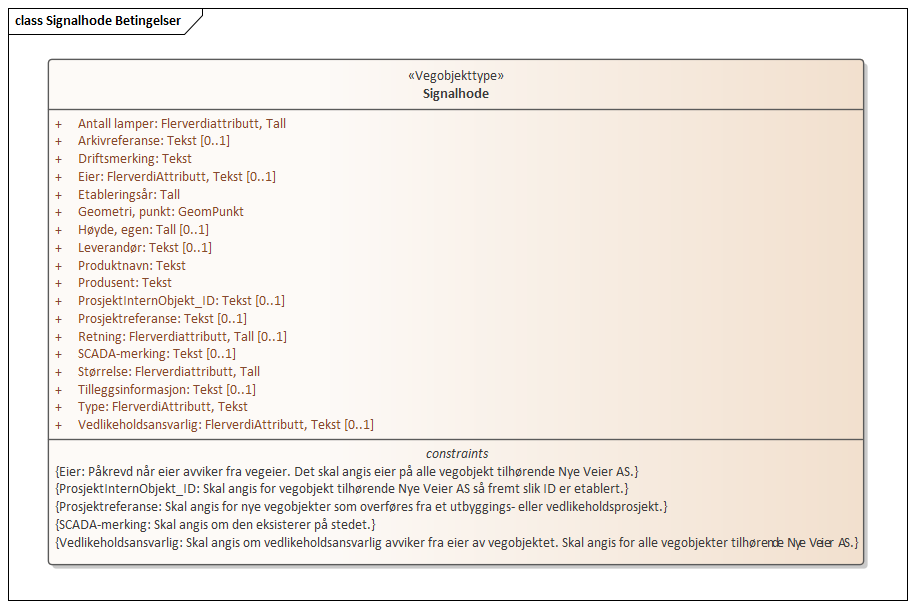 class Signalhode Betingelser
«Vegobjekttype»
Signalhode
+ Antall lamper: Flerverdiattributt, Tall
+ Arkivreferanse: Tekst [0..1]
+ Driftsmerking: Tekst
+ Eier: FlerverdiAttributt, Tekst [0..1]
+ Etableringsår: Tall
+ Geometri, punkt: GeomPunkt
+ Høyde, egen: Tall [0..1]
+ Leverandør: Tekst [0..1]
+ Produktnavn: Tekst
+ Produsent: Tekst
+ ProsjektInternObjekt_ID: Tekst [0..1]
+ Prosjektreferanse: Tekst [0..1]
+ Retning: Flerverdiattributt, Tall [0..1]
+ SCADA-merking: Tekst [0..1]
+ Størrelse: Flerverdiattributt, Tall
+ Tilleggsinformasjon: Tekst [0..1]
+ Type: FlerverdiAttributt, Tekst
+ Vedlikeholdsansvarlig: FlerverdiAttributt, Tekst [0..1]
constraints
{Eier: Påkrevd når eier avviker fra vegeier. Det skal angis eier på alle vegobjekt tilhørende Nye Veier AS.}
{ProsjektInternObjekt_ID: Skal angis for vegobjekt tilhørende Nye Veier AS så fremt slik ID er etablert.}
{Prosjektreferanse: Skal angis for nye vegobjekter som overføres fra et utbyggings- eller vedlikeholdsprosjekt.}
{SCADA-merking: Skal angis om den eksisterer på stedet.}
{Vedlikeholdsansvarlig: Skal angis om vedlikeholdsansvarlig avviker fra eier av vegobjektet. Skal angis for alle vegobjekter tilhørende Nye Veier AS.}